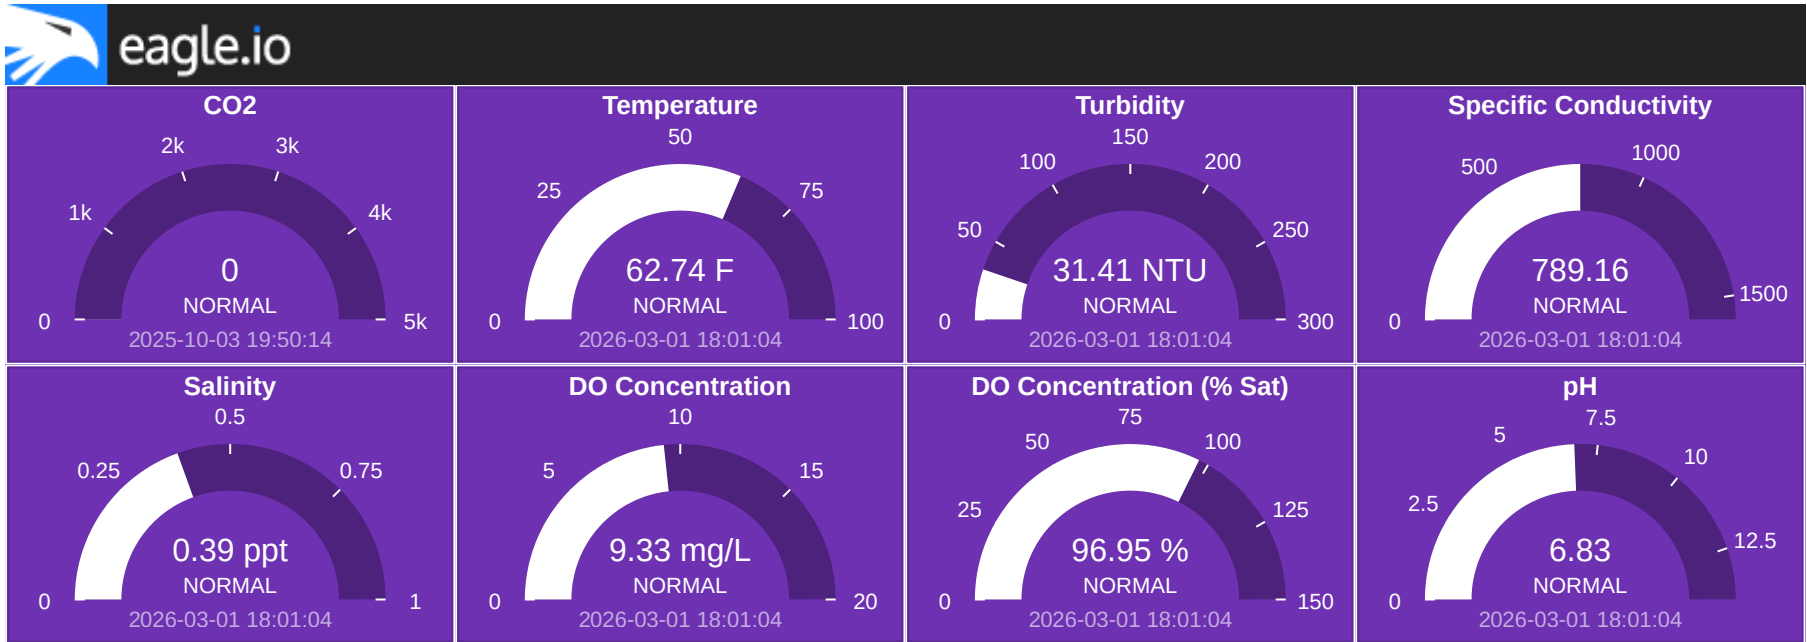 eagle.io
CO2
2k
3k
1k
4k
0
NORMAL
0
5k
2025-10-03 19:50:14
Temperature
50
25
75
62.74 F
NORMAL
0
100
2026-03-01 18:01:04
Turbidity
150
100
200
50
250
31.41 NTU
NORMAL
0
300
2026-03-01 18:01:04
Specific Conductivity
500
1000
789.16
1500
NORMAL
0
2026-03-01 18:01:04
Salinity
0.5
0.25
0.75
0.39 ppt
NORMAL
0
1
2026-03-01 18:01:04
DO Concentration
10
5
15
9.33 mg/L
NORMAL
0
20
2026-03-01 18:01:04
DO Concentration (% Sat)
75
50
100
25
125
96.95 %
NORMAL
0
150
2026-03-01 18:01:04
pH
7.5
5
10
2.5
12.5
6.83
NORMAL
0
2026-03-01 18:01:04